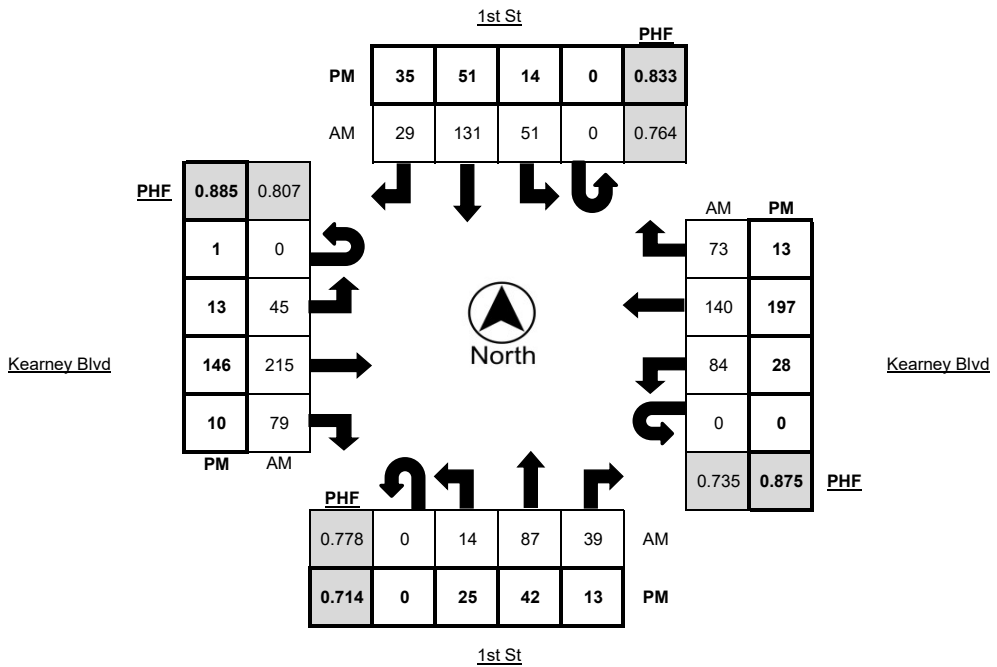 1st St
PHF
PM 35 51 14 0 0.833
AM 29 131 51 0 0.764
PHF 0.885 0.807
1 0
13 45
146 215
10 79
PM AM
Kearney Blvd
North
AM PM
73 13
140 197
84 28
0 0
0.735 0.875 PHF
Kearney Blvd
PHF
0.778 0 14 87 39 AM
0.714 0 25 42 13 PM
1st St